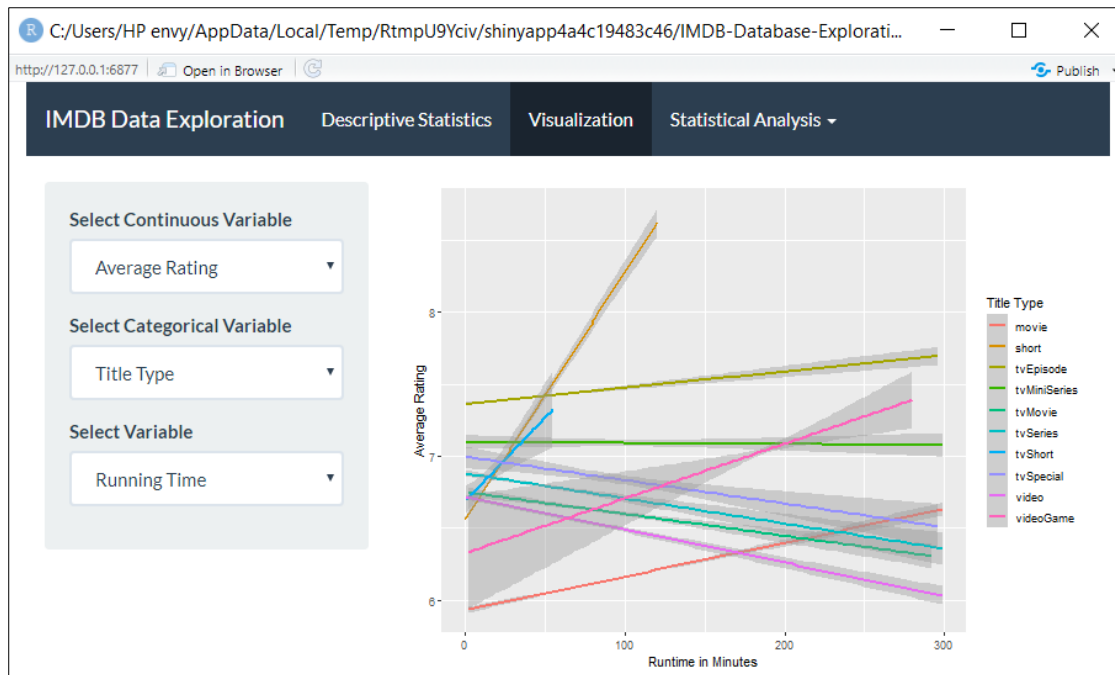 R C:/Users/HP envy/AppData/Local/Temp/RtmpU9Yciv/shinyapp4a4c19483c46/IMDB-Database-Explorati...
http://127.0.0.1:6877 Open in Browser Publish
IMDB Data Exploration Descriptive Statistics Visualization Statistical Analysis
Select Continuous Variable
Average Rating
Select Categorical Variable
Title Type
Select Variable
Running Time
Average Rating
8
7
6
0 100 200 300
Runtime in Minutes
Title Type
movie
short
tvEpisode
tvMiniSeries
tvMovie
tvSeries
tvShort
tvSpecial
video
videoGame